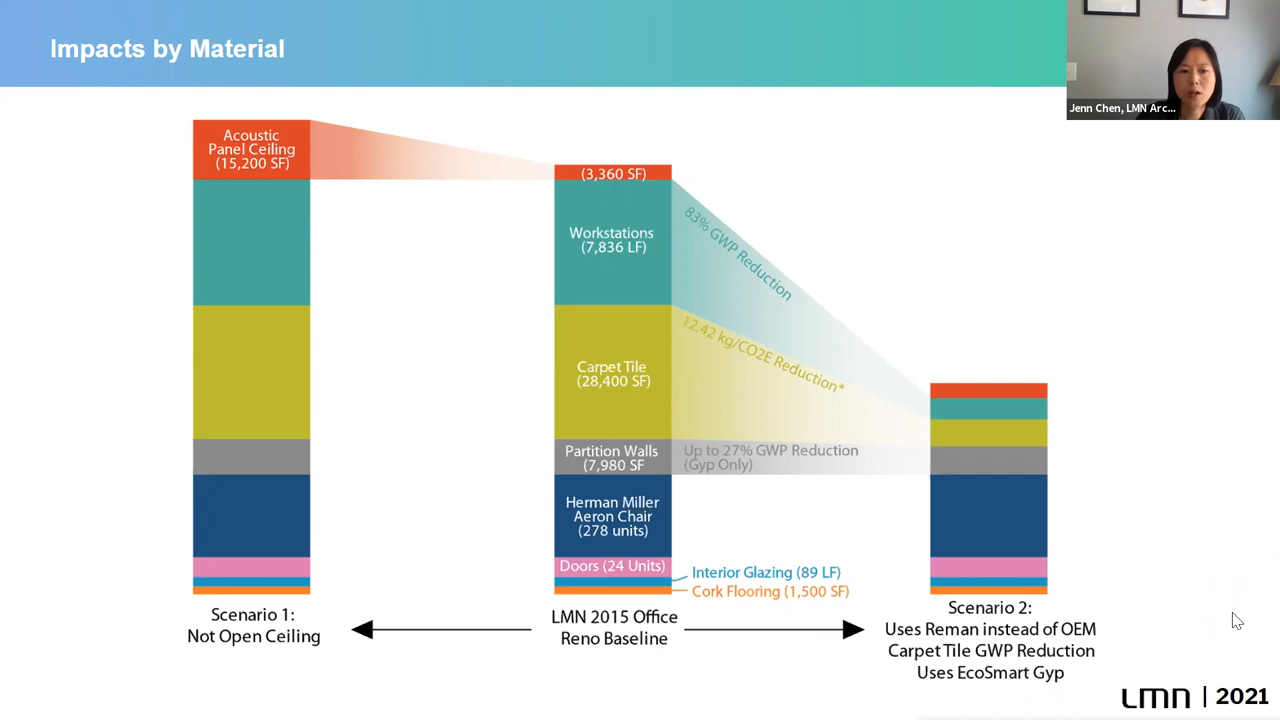 Impacts by Material
Jenn Chen, LMN Arc...
Acoustic
Panel Ceiling
(15,200 SF)
(3,360 SF)
Workstations
(7,836 LF)
Carpet Tile
(28,400 SF)
Partition Walls
(7,980 SF
Herman Miller
Aeron Chair
(278 units)
Doors (24 Units)
Interior Glazing (89 LF)
Cork Flooring (1,500 SF)
83% GWP Reduction
12.42 kg/CO2E Reduction*
Up to 27% GWP Reduction
(Gyp Only)
Scenario 1:
Not Open Ceiling
LMN 2015 Office
Reno Baseline
Scenario 2:
Uses Reman instead of OEM
Carpet Tile GWP Reduction
Uses EcoSmart Gyp
LMN | 2021